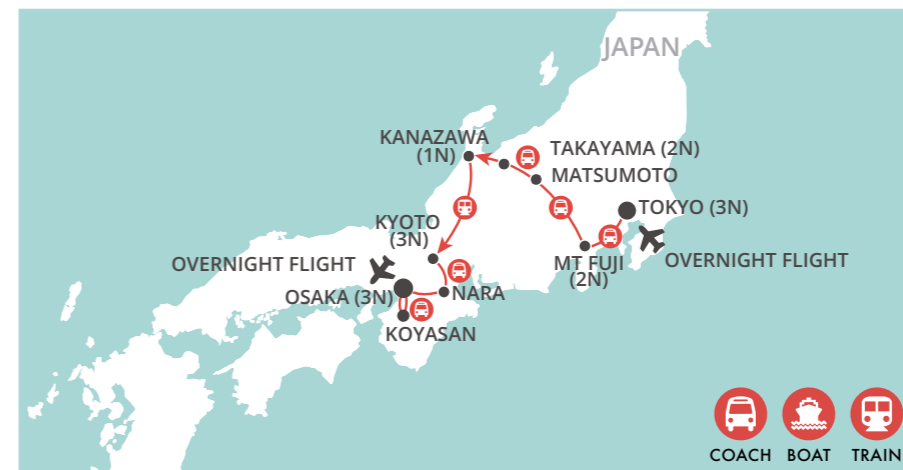 JAPAN
KANAZAWA
(1N)
TAKAYAMA (2N)
MATSUMOTO
TOKYO (3N)
KYOTO
(3N)
OVERNIGHT FLIGHT
MT FUJI
(2N)
OVERNIGHT FLIGHT
OSAKA (3N)
NARA
KOYASAN
COACH
BOAT
TRAIN